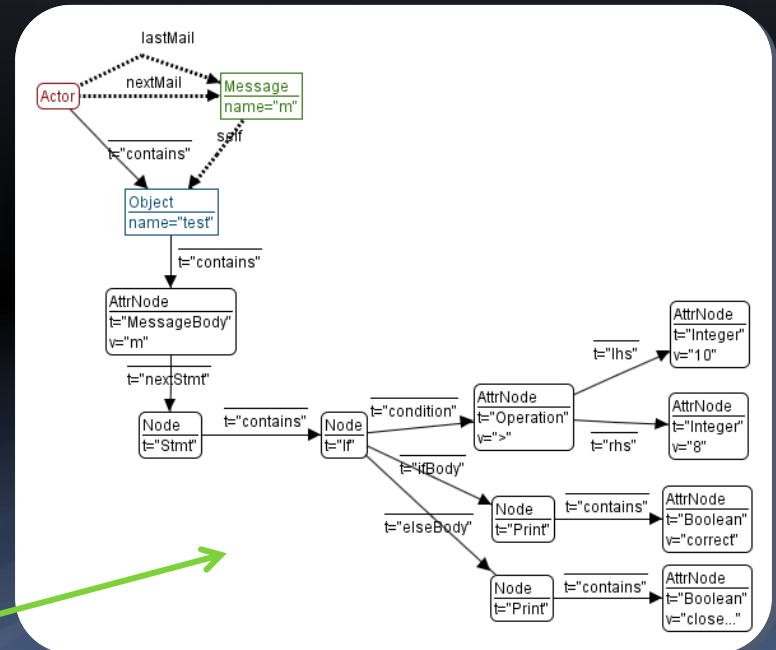 lastMail
nextMail
Actor
Message
name="m"
self
t="contains"
Object
name="test"
t="contains"
AttrNode
t="MessageBody"
v="m"
t="nextStmt"
Node
t="Stmt"
t="contains"
Node
t="If"
t="condition"
AttrNode
t="Operation"
v=">"
t="lhs"
AttrNode
t="Integer"
v="10"
t="rhs"
AttrNode
t="Integer"
v="8"
t="ifBody"
Node
t="Print"
t="contains"
AttrNode
t="Boolean"
v="correct"
t="elseBody"
Node
t="Print"
t="contains"
AttrNode
t="Boolean"
v="close..."